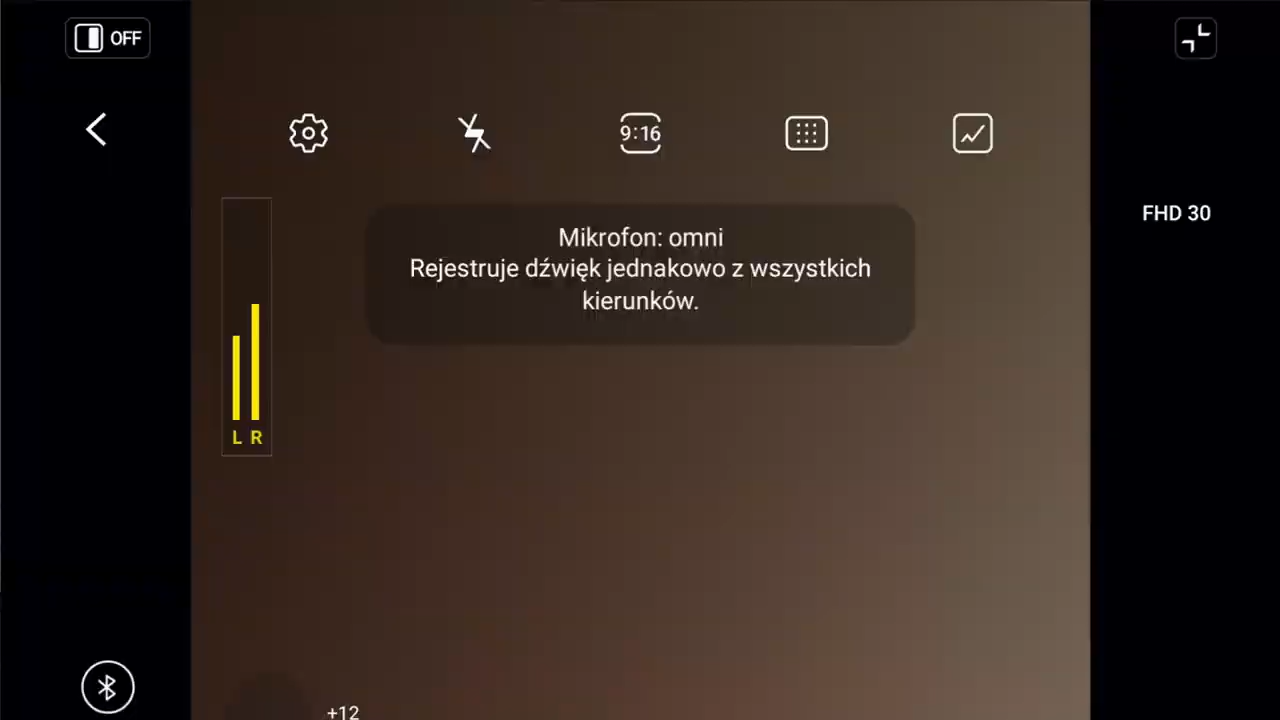 OFF
9:16
FHD 30
Mikrofon: omni
Rejestruje dźwięk jednakowo z wszystkich
kierunków.
L R
+12